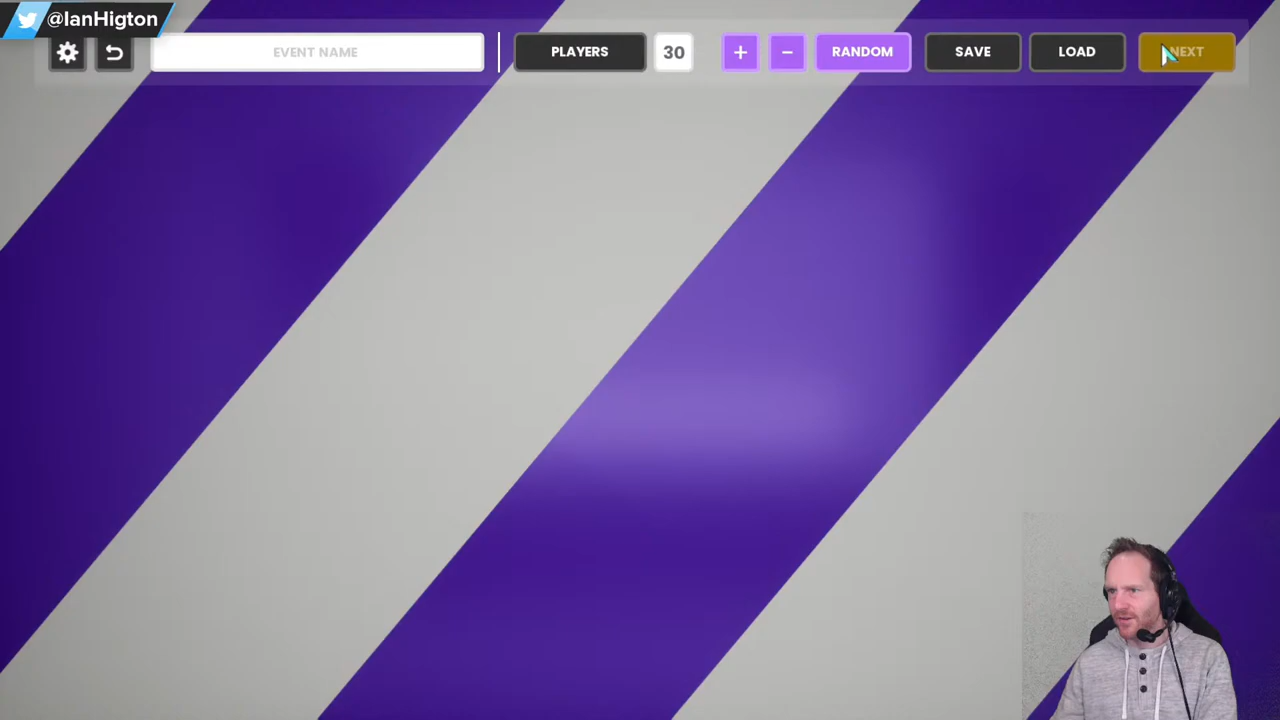 @IanHigton
EVENT NAME
PLAYERS
30
+
−
RANDOM
SAVE
LOAD
NEXT